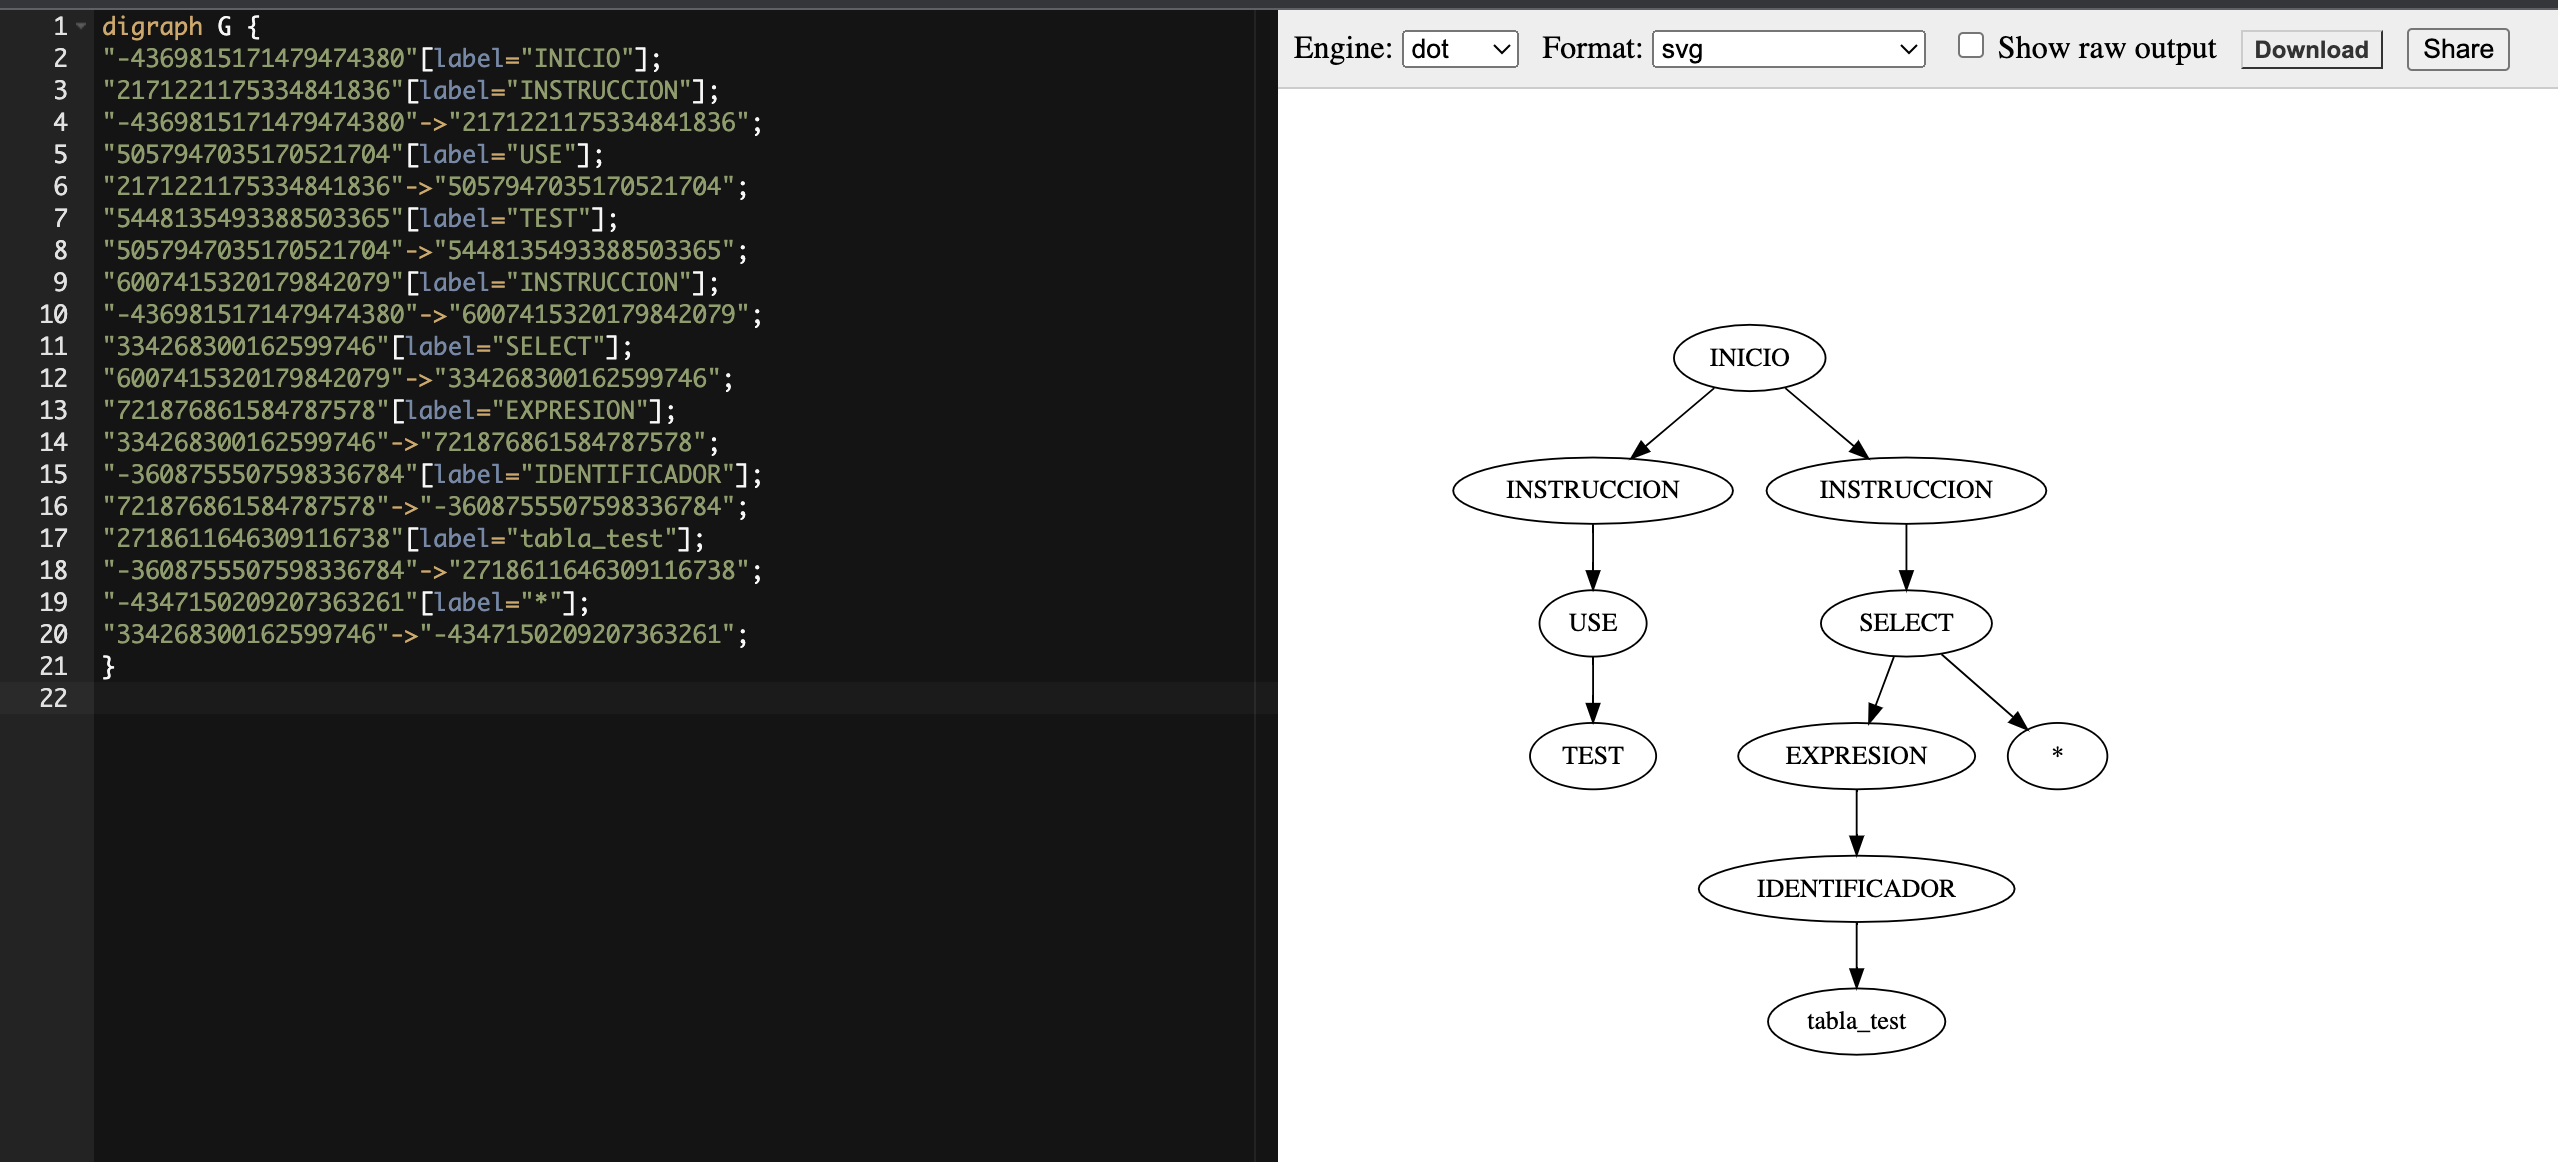 1 digraph G {
2 "-4369815171479474380"[label="INICIO"];
3 "2171221175334841836"[label="INSTRUCCION"];
4 "-4369815171479474380"->"2171221175334841836";
5 "5057947035170521704"[label="USE"];
6 "2171221175334841836"->"5057947035170521704";
7 "5448135493388503365"[label="TEST"];
8 "5057947035170521704"->"5448135493388503365";
9 "6007415320179842079"[label="INSTRUCCION"];
10 "-4369815171479474380"->"6007415320179842079";
11 "334268300162599746"[label="SELECT"];
12 "6007415320179842079"->"334268300162599746";
13 "721876861584787578"[label="EXPRESION"];
14 "334268300162599746"->"721876861584787578";
15 "-3608755507598336784"[label="IDENTIFICADOR"];
16 "721876861584787578"->"-3608755507598336784";
17 "2718611646309116738"[label="tabla_test"];
18 "-3608755507598336784"->"2718611646309116738";
19 "-4347150209207363261"[label="*"];
20 "334268300162599746"->"-4347150209207363261";
21 }
22
Engine: dot Format: svg Show raw output Download Share
INICIO
INSTRUCCION INSTRUCCION
USE SELECT
TEST EXPRESION *
IDENTIFICADOR
tabla_test